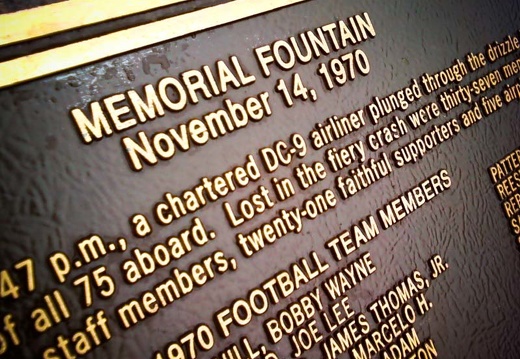 MEMORIAL FOUNTAIN
November 14, 1970
47 p.m., a chartered DC-9 airliner plunged through the drizzle
of all 75 aboard. Lost in the fiery crash were thirty-seven
staff members, twenty-one faithful supporters and five
1970 FOOTBALL TEAM MEMBERS
BOBBY WAYNE
JOE LEE
JAMES THOMAS, JR.
MARCELO H.